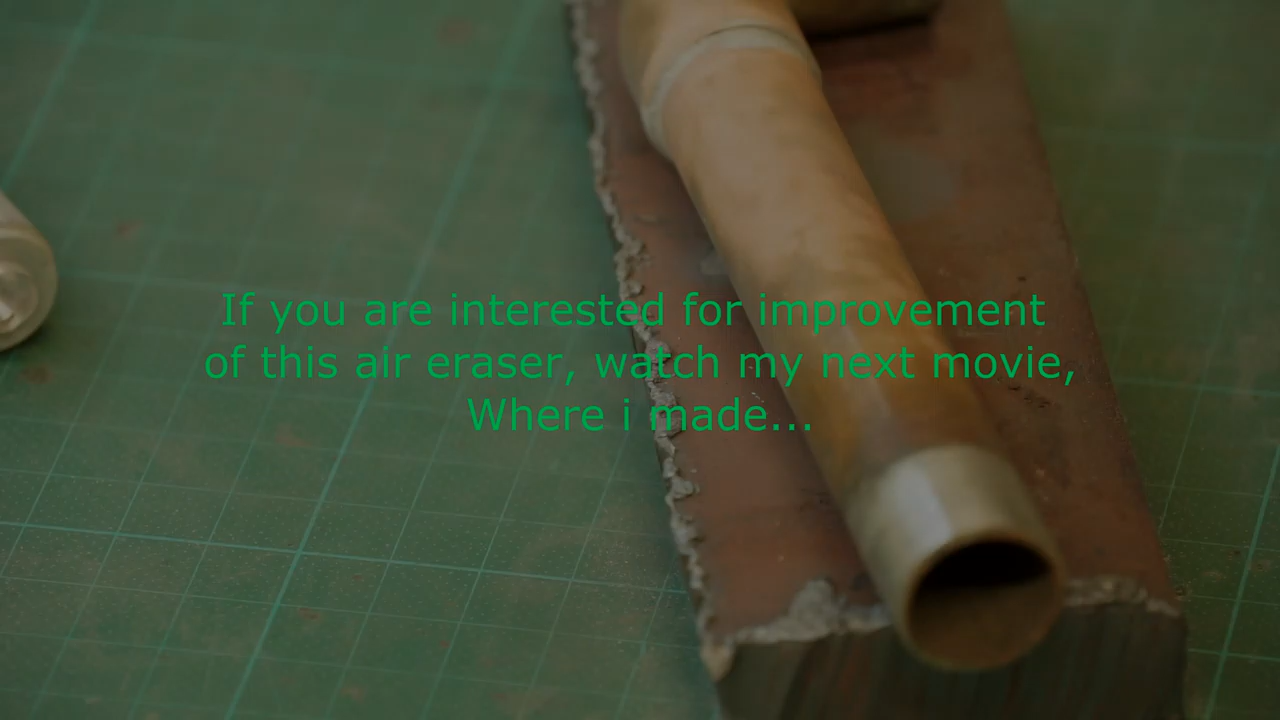 If you are interested for improvement
of this air eraser, watch my next movie,
Where i made...